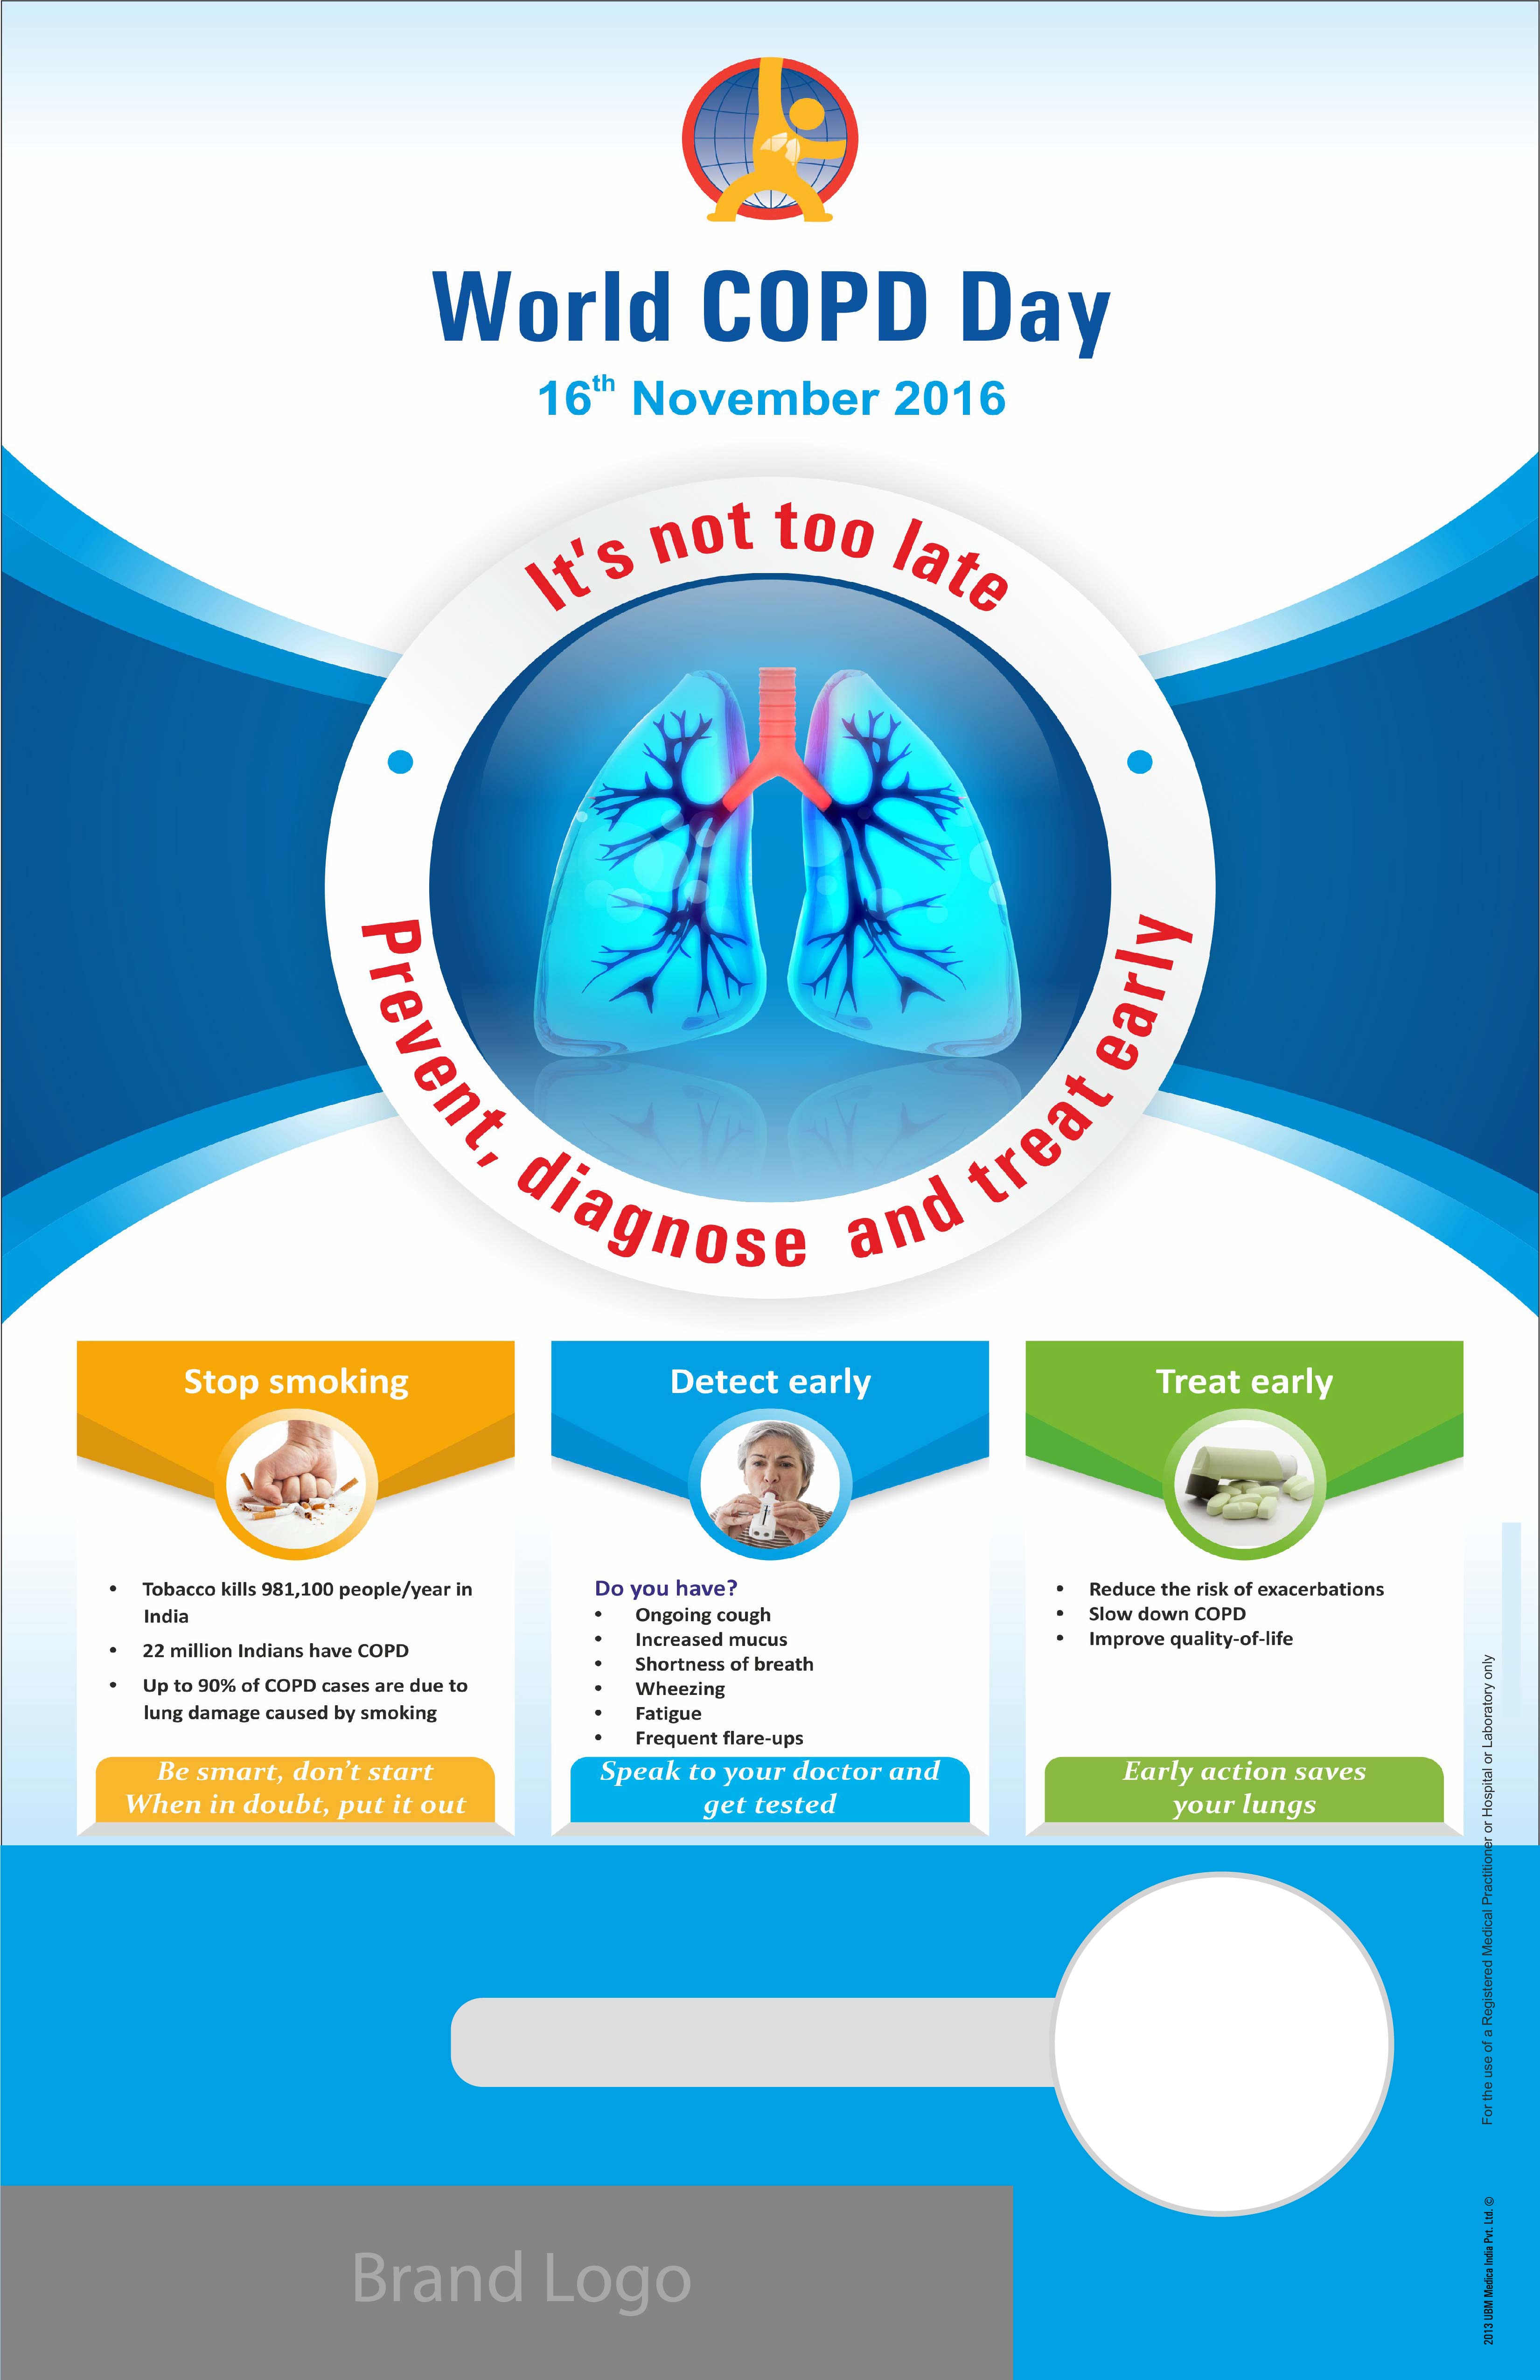 World COPD Day
16th November 2016
It's not too late
Prevent, diagnose and treat early
Stop smoking
• Tobacco kills 981,100 people/year in
India
• 22 million Indians have COPD
• Up to 90% of COPD cases are due to
lung damage caused by smoking
Be smart, don't start
When in doubt, put it out
Detect early
Do you have?
• Ongoing cough
• Increased mucus
• Shortness of breath
• Wheezing
• Fatigue
• Frequent flare-ups
Speak to your doctor and
get tested
Treat early
• Reduce the risk of exacerbations
• Slow down COPD
• Improve quality-of-life
Early action saves
your lungs
For the use of a Registered Medical Practitioner or Hospital or Laboratory only
2013 UBM Medica India Pvt. Ltd. ©
Brand Logo